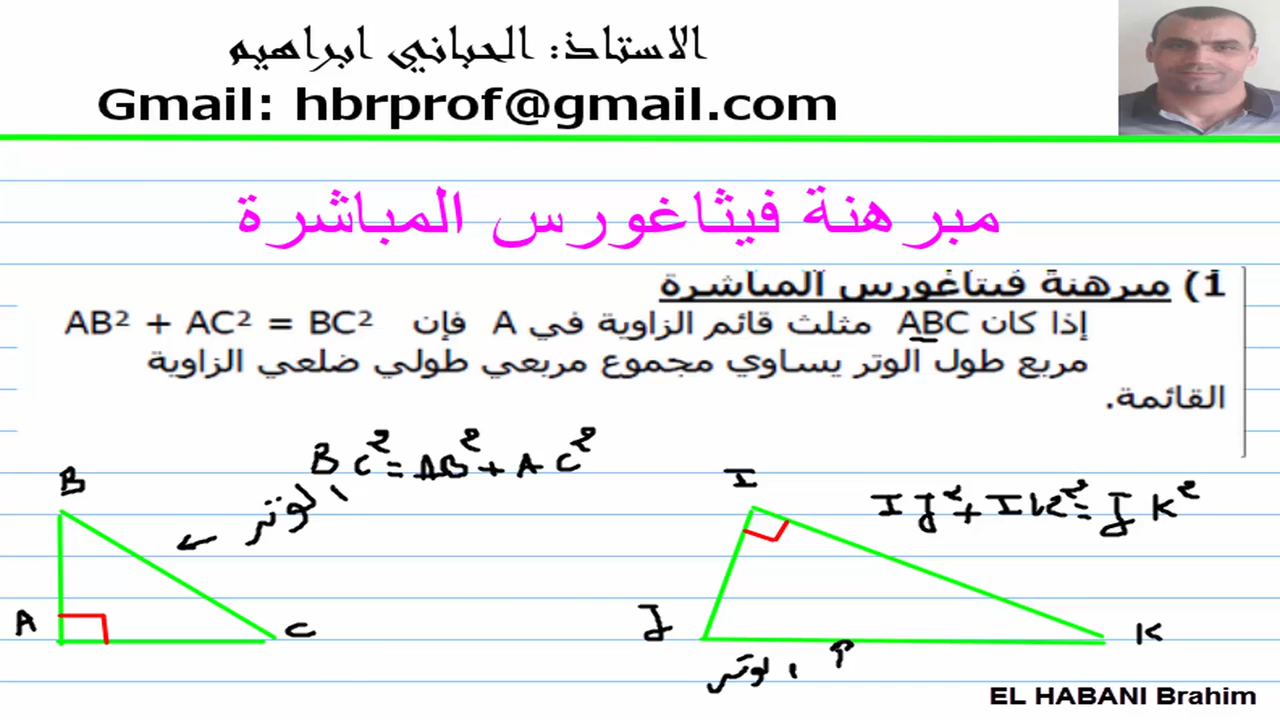 الاستاذ: الحباني ابراهيم
Gmail: hbrprof@gmail.com
مبرهنة فيثاغورس المباشرة
1) مبرهنة فيتاغورس المباشرة
إذا كان ABC مثلث قائم الزاوية في A فإن AB² + AC² = BC²
مربع طول الوتر يساوي مجموع مربعي طولي ضلعي الزاوية
القائمة.
BC² = AB² + AC²
B
الوتر
A
C
I
IJ² + IK² = JK²
J
K
الوتر
EL HABANI Brahim